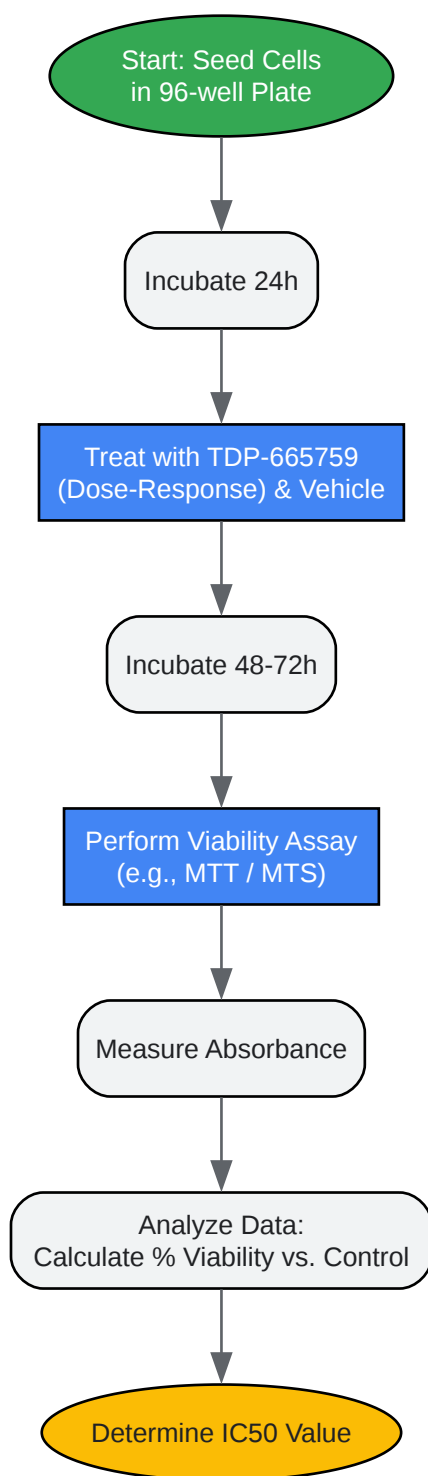 Start: Seed Cells
in 96-well Plate
Incubate 24h
Treat with TDP-665759
(Dose-Response) & Vehicle
Incubate 48-72h
Perform Viability Assay
(e.g., MTT / MTS)
Measure Absorbance
Analyze Data:
Calculate % Viability vs. Control
Determine IC50 Value